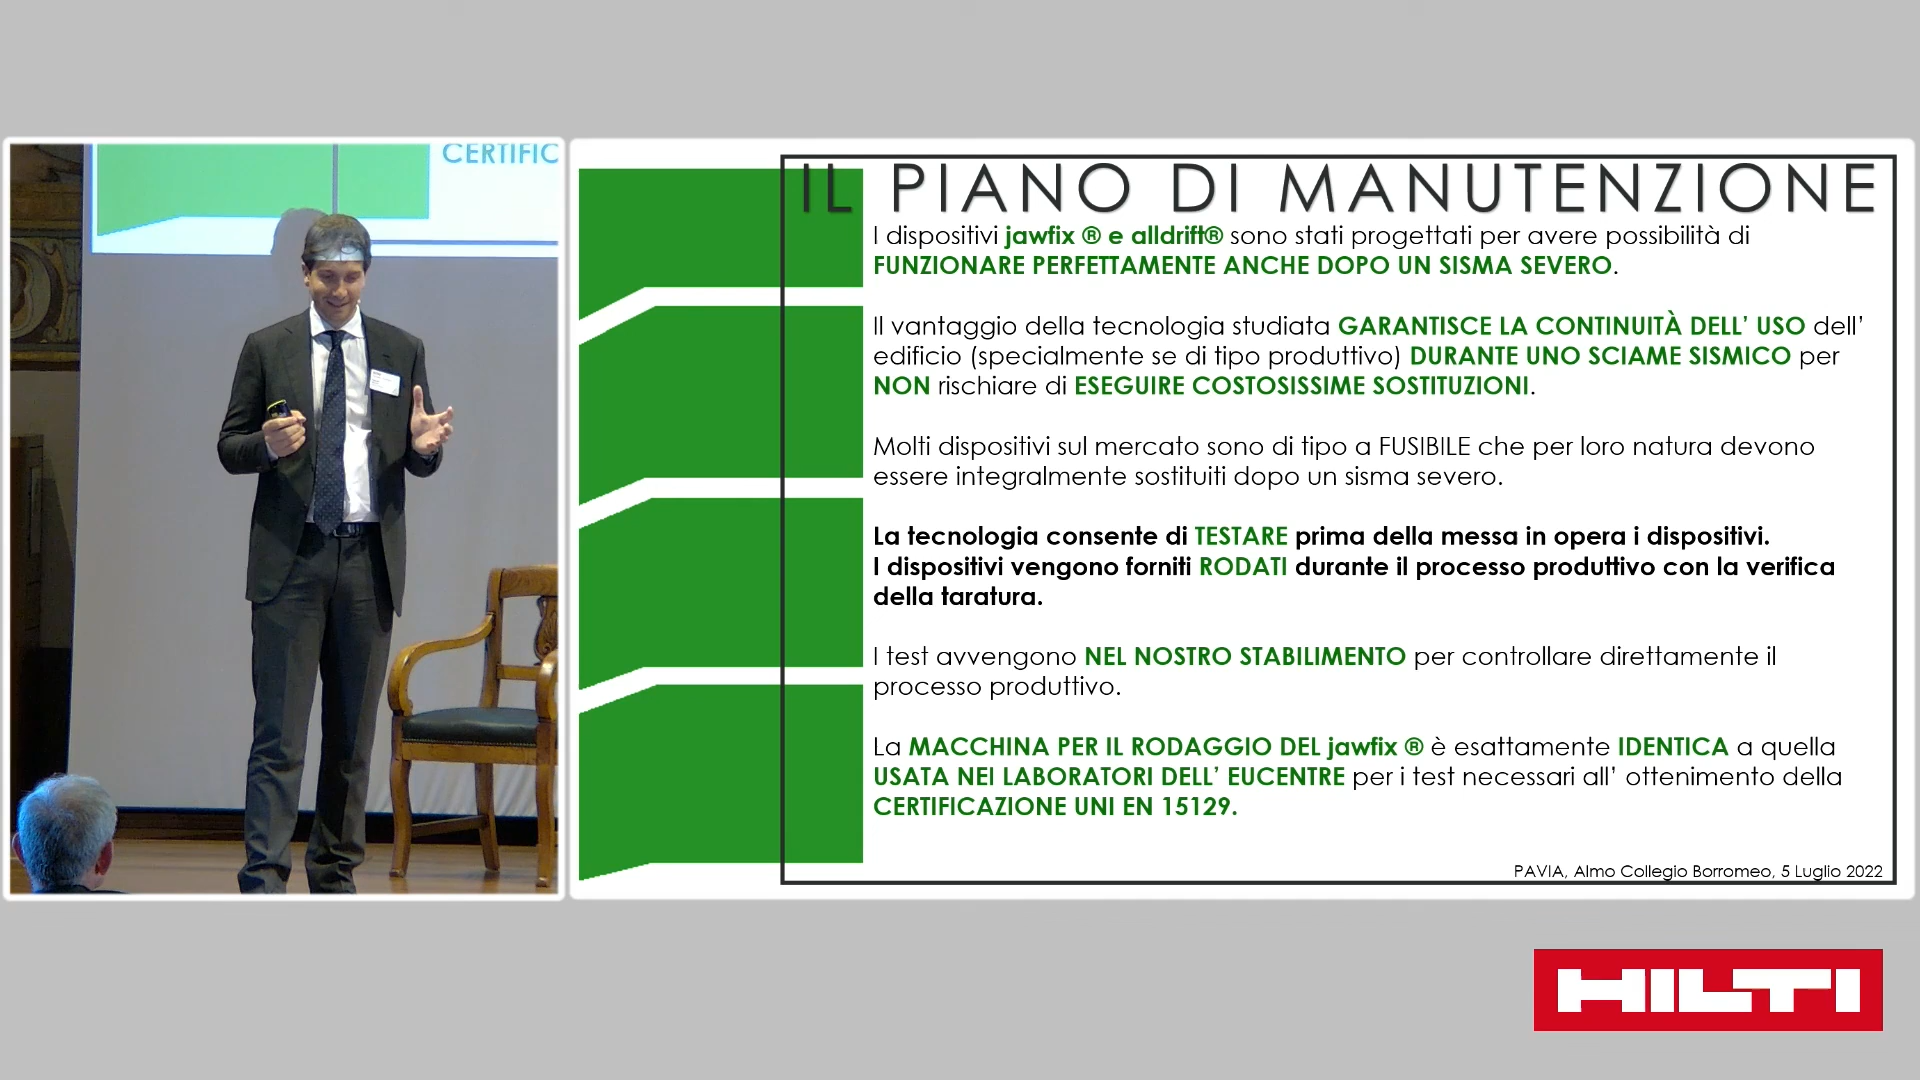 CERTIFIC
IL PIANO DI MANUTENZIONE
I dispositivi jawfix ® e alldrift® sono stati progettati per avere possibilità di
FUNZIONARE PERFETTAMENTE ANCHE DOPO UN SISMA SEVERO.
Il vantaggio della tecnologia studiata GARANTISCE LA CONTINUITÀ DELL’ USO dell’
edificio (specialmente se di tipo produttivo) DURANTE UNO SCIAME SISMICO per
NON rischiare di ESEGUIRE COSTOSISSIME SOSTITUZIONI.
Molti dispositivi sul mercato sono di tipo a FUSIBILE che per loro natura devono
essere integralmente sostituiti dopo un sisma severo.
La tecnologia consente di TESTARE prima della messa in opera i dispositivi.
I dispositivi vengono forniti RODATI durante il processo produttivo con la verifica
della taratura.
I test avvengono NEL NOSTRO STABILIMENTO per controllare direttamente il
processo produttivo.
La MACCHINA PER IL RODAGGIO DEL jawfix ® è esattamente IDENTICA a quella
USATA NEI LABORATORI DELL’ EUCENTRE per i test necessari all’ ottenimento della
CERTIFICAZIONE UNI EN 15129.
PAVIA, Almo Collegio Borromeo, 5 Luglio 2022
HILTI